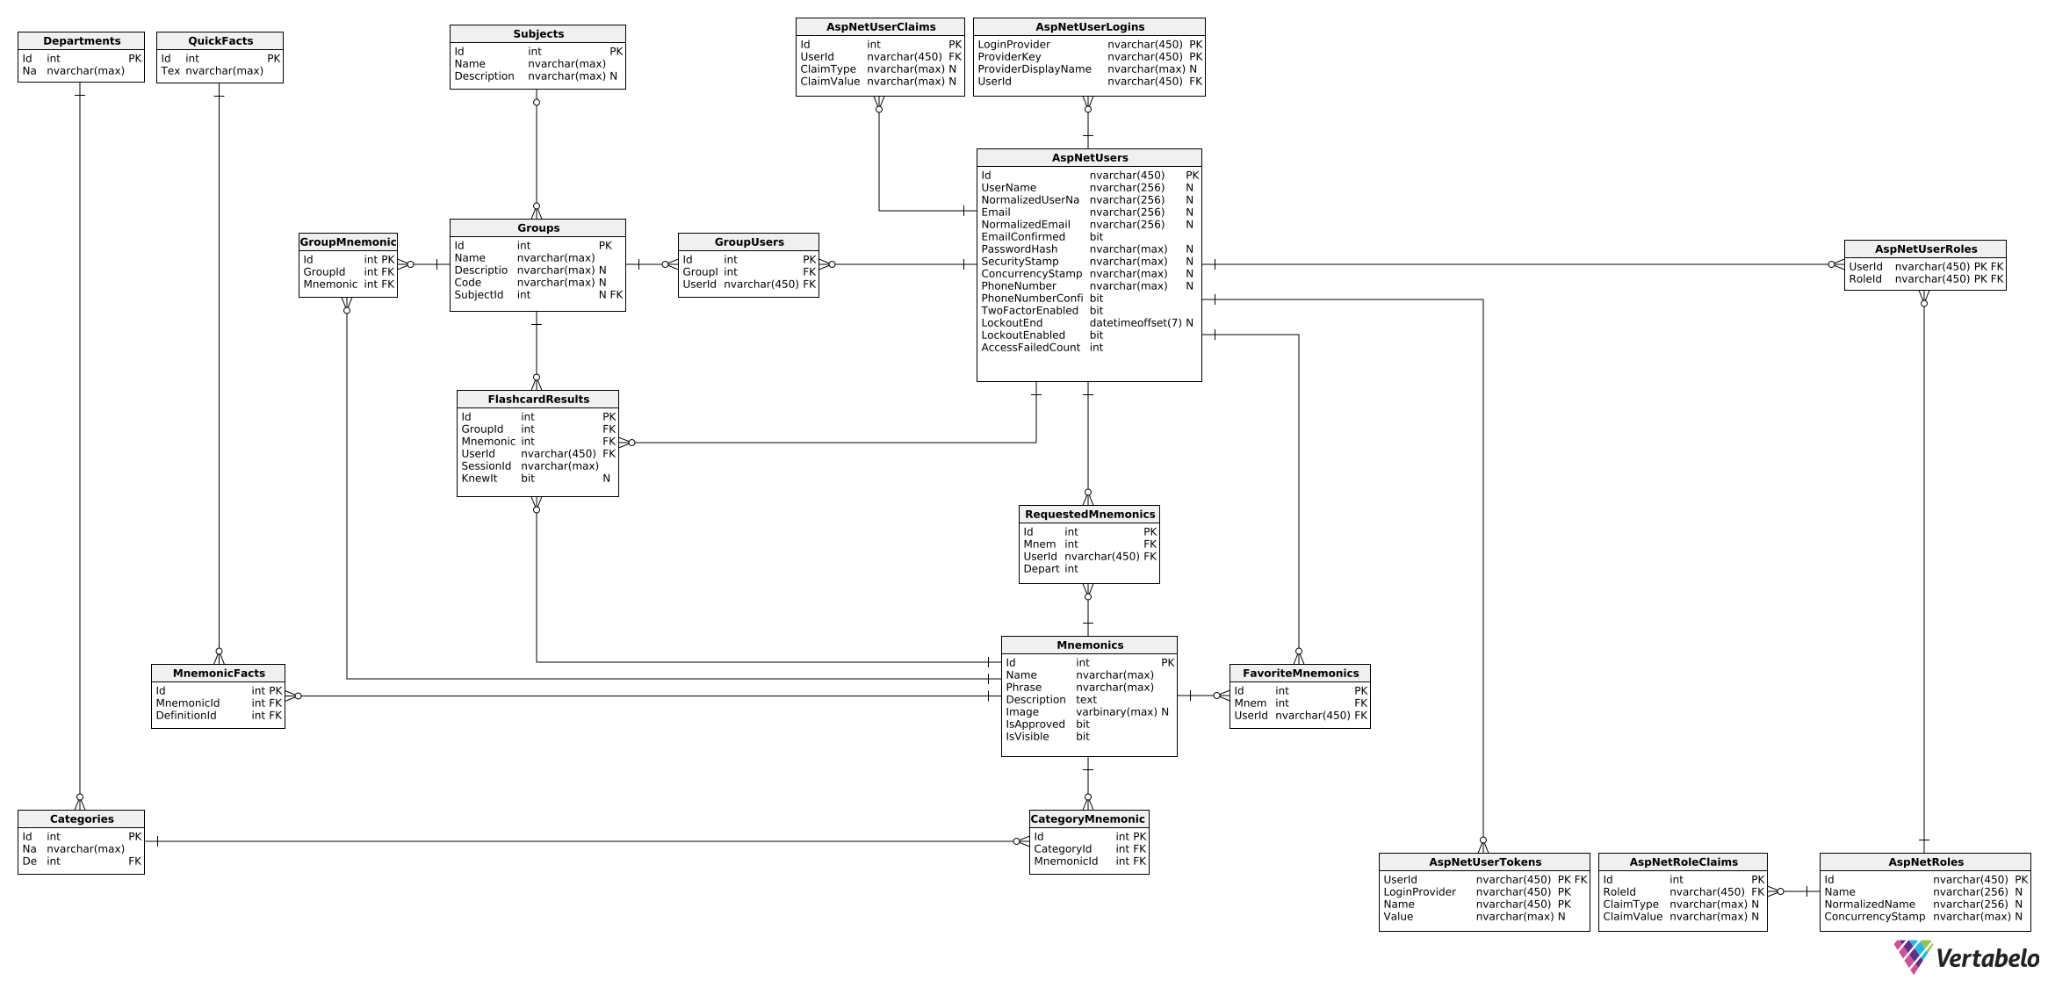 Departments
Id int PK
Na nvarchar(max)
QuickFacts
Id int PK
Tex nvarchar(max)
Subjects
Id int PK
Name nvarchar(max)
Description nvarchar(max) N
AspNetUserClaims
Id int PK
UserId nvarchar(450) FK
ClaimType nvarchar(max) N
ClaimValue nvarchar(max) N
AspNetUserLogins
LoginProvider nvarchar(450) PK
ProviderKey nvarchar(450) PK
ProviderDisplayName nvarchar(max) N
UserId nvarchar(450) FK
AspNetUsers
Id nvarchar(450) PK
UserName nvarchar(256) N
NormalizedUserNa nvarchar(256) N
Email nvarchar(256) N
NormalizedEmail nvarchar(256) N
EmailConfirmed bit
PasswordHash nvarchar(max) N
SecurityStamp nvarchar(max) N
ConcurrencyStamp nvarchar(max) N
PhoneNumber nvarchar(max) N
PhoneNumberConfi bit
TwoFactorEnabled bit
LockoutEnd datetimeoffset(7) N
LockoutEnabled bit
AccessFailedCount int
GroupMnemonic
Id int PK
GroupId int FK
Mnemonic int FK
Groups
Id int PK
Name nvarchar(max)
Descriptio nvarchar(max) N
Code nvarchar(max) N
SubjectId int N FK
GroupUsers
Id int PK
GroupI int FK
UserId nvarchar(450) FK
AspNetUserRoles
UserId nvarchar(450) PK FK
RoleId nvarchar(450) PK FK
FlashcardResults
Id int PK
GroupId int FK
Mnemonic int FK
UserId nvarchar(450) FK
SessionId nvarchar(max)
KnewIt bit N
RequestedMnemonics
Id int PK
Mnem int FK
UserId nvarchar(450) FK
Depart int
MnemonicFacts
Id int PK
MnemonicId int FK
DefinitionId int FK
Mnemonics
Id int PK
Name nvarchar(max)
Phrase nvarchar(max)
Description text
Image varbinary(max) N
IsApproved bit
IsVisible bit
FavoriteMnemonics
Id int PK
Mnem int FK
UserId nvarchar(450) FK
Categories
Id int PK
Na nvarchar(max)
De int FK
CategoryMnemonic
Id int PK
CategoryId int FK
MnemonicId int FK
AspNetUserTokens
UserId nvarchar(450) PK FK
LoginProvider nvarchar(450) PK
Name nvarchar(450) PK
Value nvarchar(max) N
AspNetRoleClaims
Id int PK
RoleId nvarchar(450) FK
ClaimType nvarchar(max) N
ClaimValue nvarchar(max) N
AspNetRoles
Id nvarchar(450) PK
Name nvarchar(256) N
NormalizedName nvarchar(256) N
ConcurrencyStamp nvarchar(max) N
Vertabelo